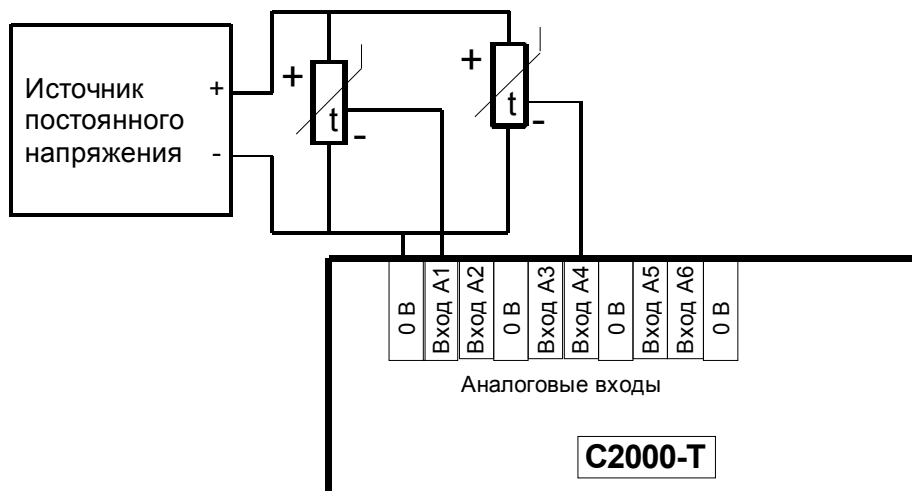 Источник
постоянного
напряжения
+
-
+
t
-
+
t
-
0 В
Вход А1
Вход А2
0 В
Вход А3
Вход А4
0 В
Вход А5
Вход А6
0 В
Аналоговые входы
С2000-Т